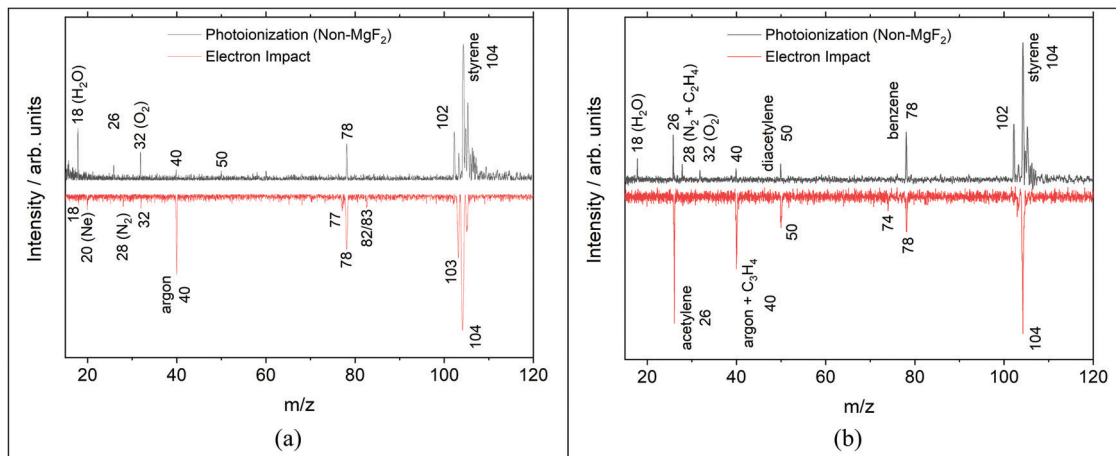 Photoionization (Non-MgF₂)
Electron Impact
Intensity / arb. units
18 (H₂O)
26
32 (O₂)
40
50
78
102
styrene
104
18
20 (Ne)
28 (N₂)
32
argon
40
77
78
82/83
103
104
20 40 60 80 100 120
m/z
(a)
Photoionization (Non-MgF₂)
Electron Impact
Intensity / arb. units
18 (H₂O)
26
28 (N₂ + C₂H₄)
32 (O₂)
40
diacetylene
50
benzene
78
102
styrene
104
acetylene
26
argon + C₃H₄
40
50
74
78
104
20 40 60 80 100 120
m/z
(b)